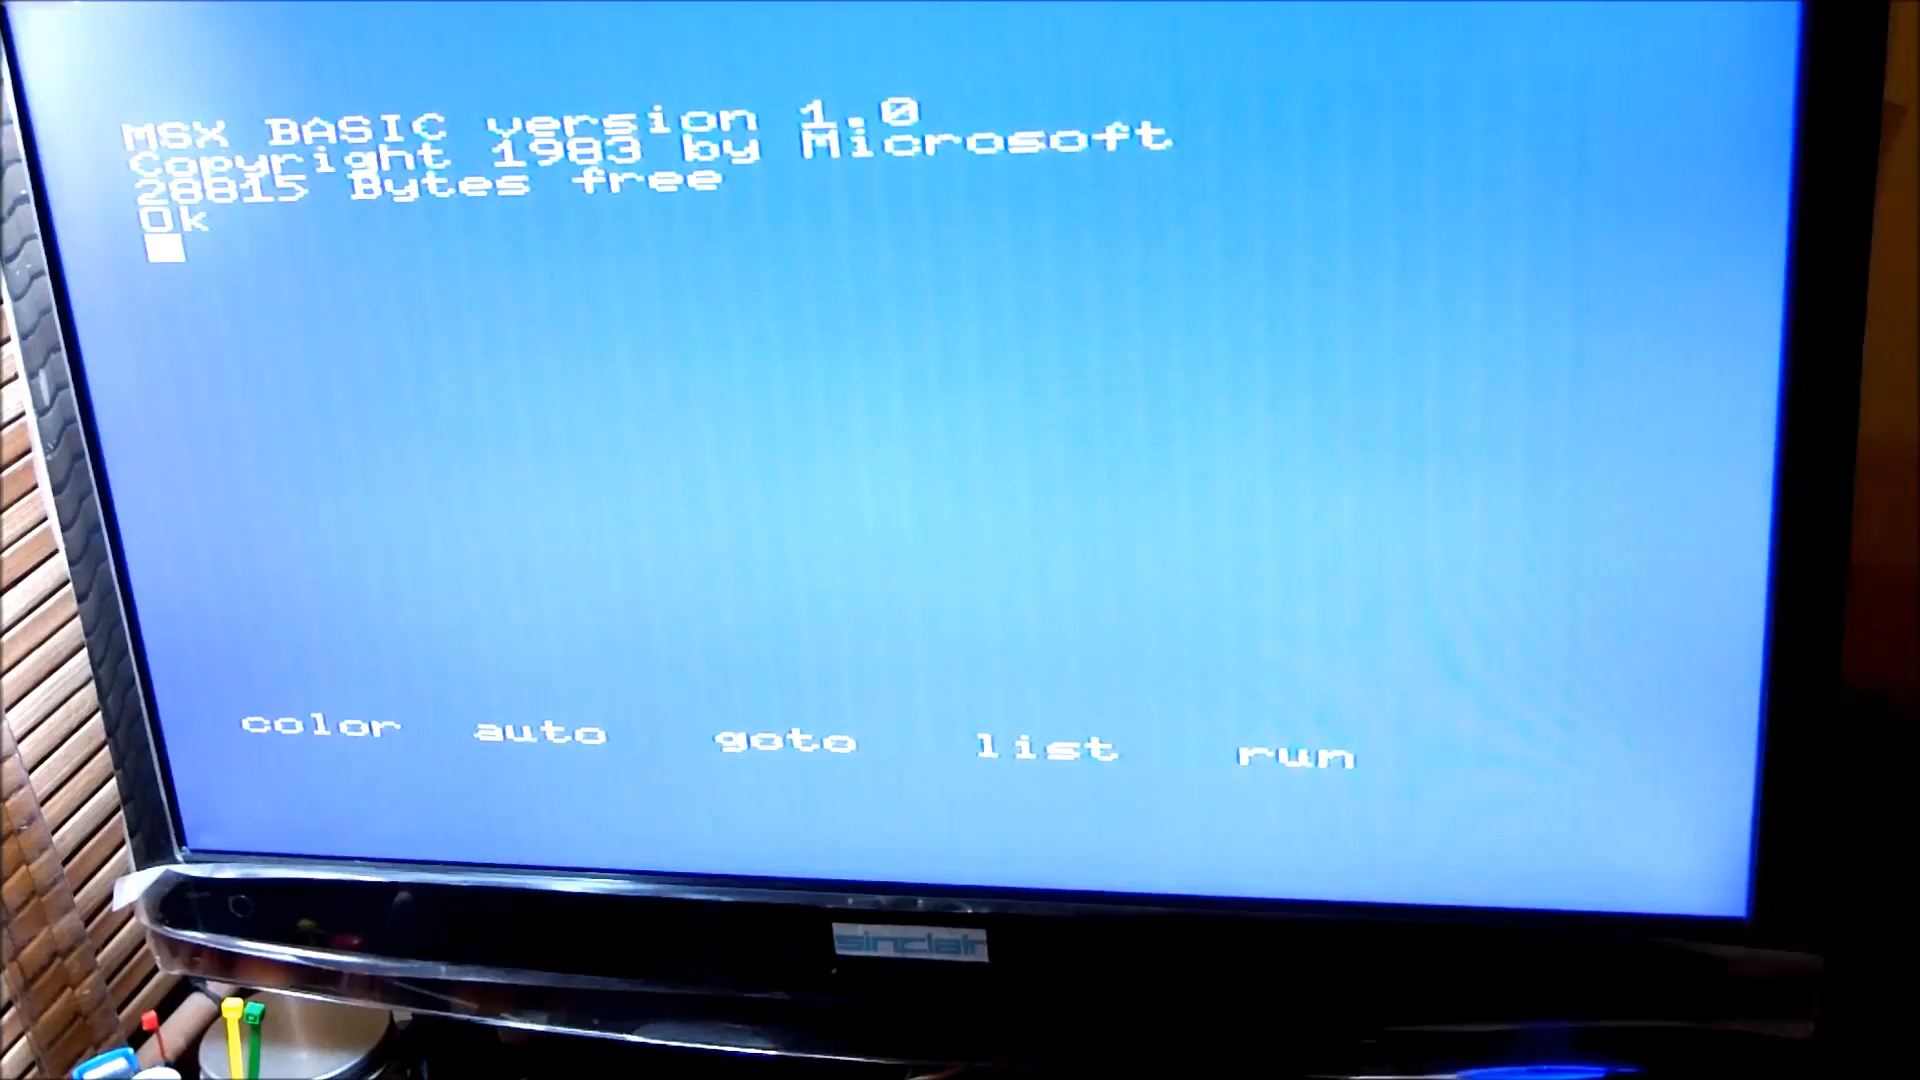 MSX BASIC version 1.0
Copyright 1983 by Microsoft
28815 Bytes free
Ok
color auto goto list run
sinclair